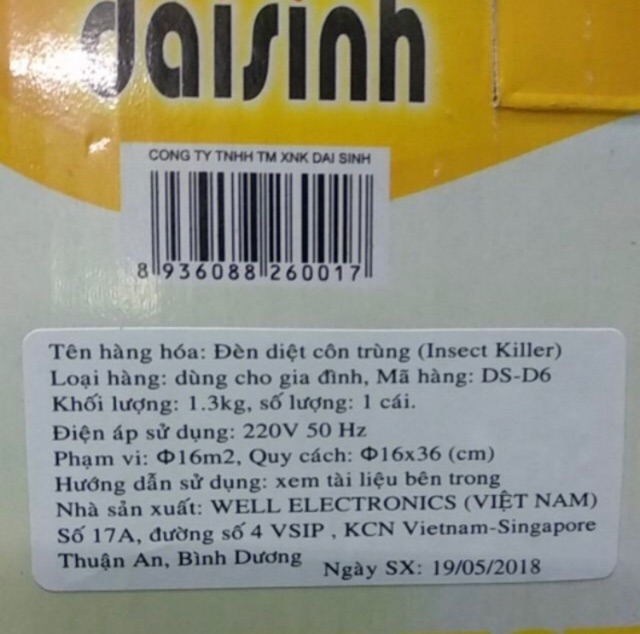 daisinh
CONG TY TNHH TM XNK DAI SINH
8 936088 260017
Tên hàng hóa: Đèn diệt côn trùng (Insect Killer)
Loại hàng: dùng cho gia đình, Mã hàng: DS-D6
Khối lượng: 1.3kg, số lượng: 1 cái.
Điện áp sử dụng: 220V 50 Hz
Phạm vi: Φ16m2, Quy cách: Φ16x36 (cm)
Hướng dẫn sử dụng: xem tài liệu bên trong
Nhà sản xuất: WELL ELECTRONICS (VIỆT NAM)
Số 17A, đường số 4 VSIP , KCN Vietnam-Singapore
Thuận An, Bình Dương Ngày SX: 19/05/2018